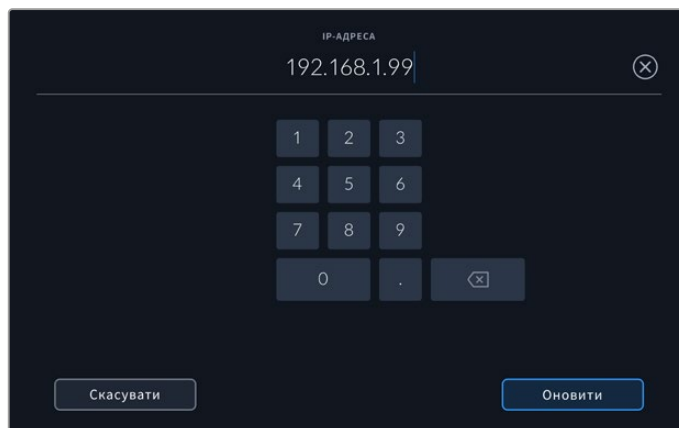 IP-АДРЕСА
192.168.1.99
1 2 3
4 5 6
7 8 9
0 .
Скасувати
Оновити